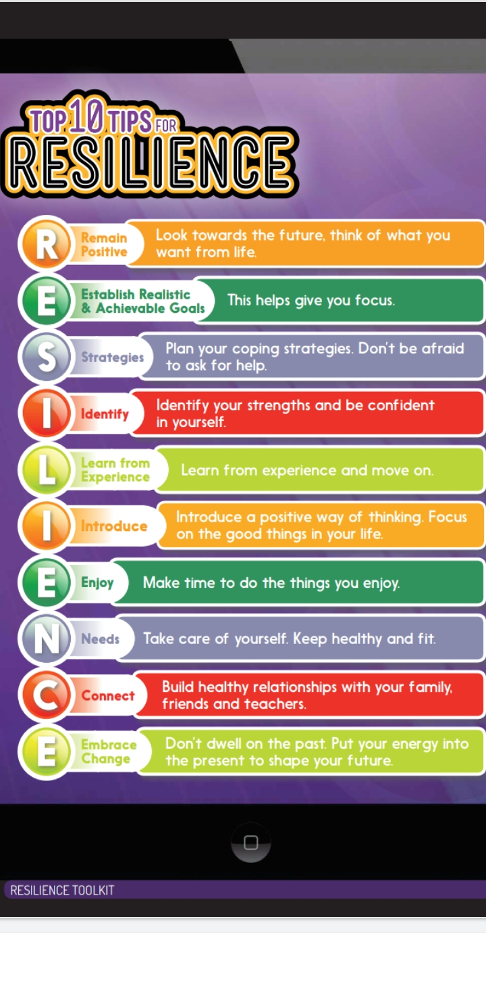 TOP 10 TIPS FOR
RESILIENCE
R
Remain
Positive
Look towards the future, think of what you
want from life.
E
Establish Realistic
& Achievable Goals
This helps give you focus.
S
Strategies
Plan your coping strategies. Don't be afraid
to ask for help.
I
Identify
Identify your strengths and be confident
in yourself.
L
Learn from
Experience
Learn from experience and move on.
I
Introduce
Introduce a positive way of thinking. Focus
on the good things in your life.
E
Enjoy
Make time to do the things you enjoy.
N
Needs
Take care of yourself. Keep healthy and fit.
C
Connect
Build healthy relationships with your family,
friends and teachers.
E
Embrace
Change
Don't dwell on the past. Put your energy into
the present to shape your future.
RESILIENCE TOOLKIT